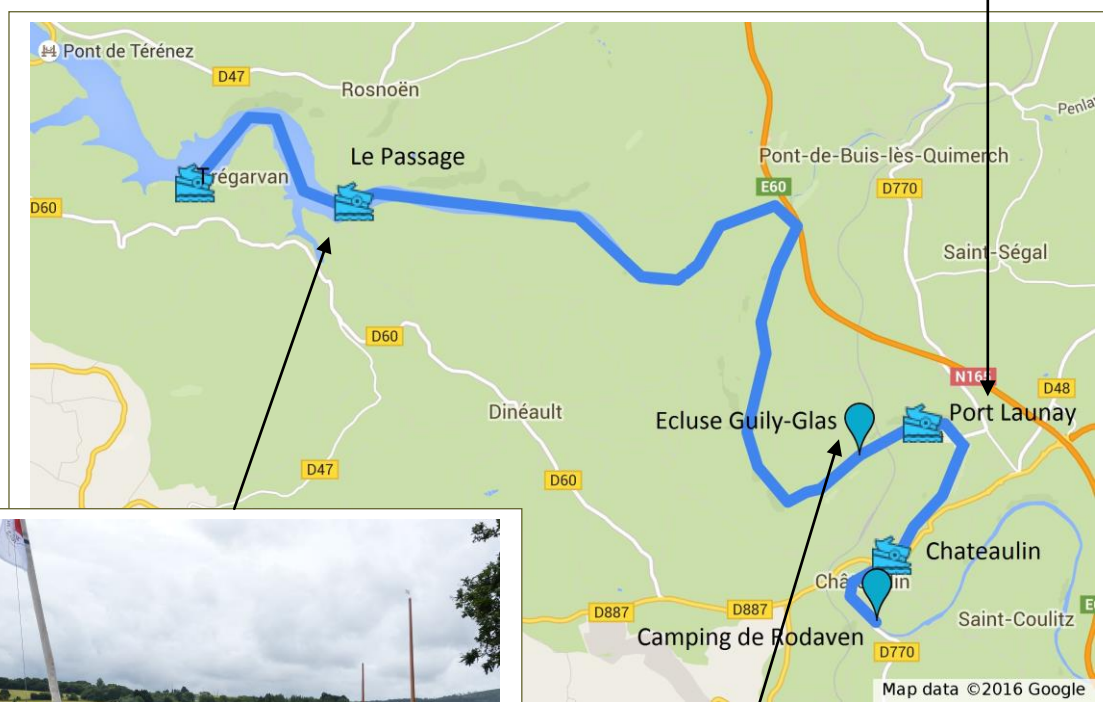 Pont de Térénez
D47
Rosnoën
Le Passage
Trégarvan
D60
Pont-de-Buis-lès-Quimerch
E60
D770
Saint-Ségal
D60
N165
D48
Port Launay
Dinéault
Ecluse Guily-Glas
D47
D60
Chateaulin
D887
D887
Camping de Rodaven
Saint-Coulitz
D770
Map data ©2016 Google